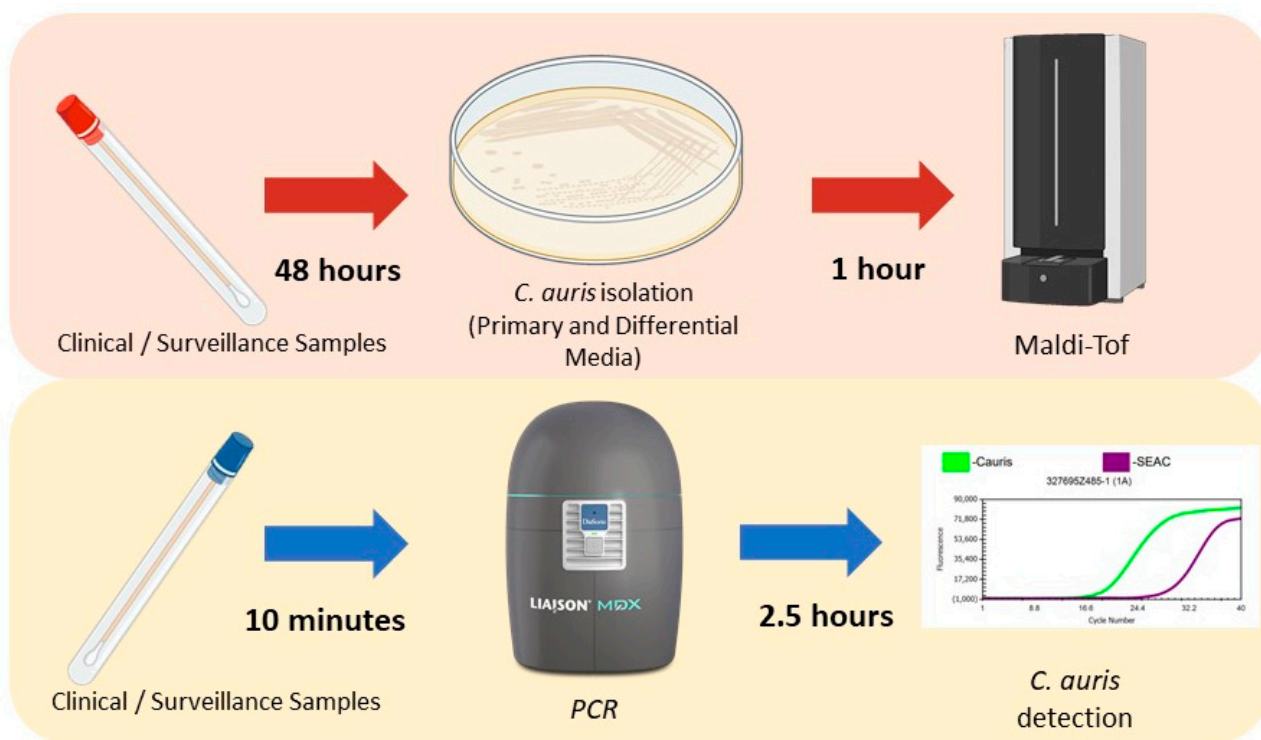 48 hours
1 hour
Clinical / Surveillance Samples
C. auris isolation
(Primary and Differential
Media)
Maldi-Tof
-Cauris
-SEAC
327695Z485-1 (1A)
90,000
71,800
53,600
35,400
17,200
(1,000)
Fluorescence
1
8.8
16.6
24.4
32.2
40
Cycle Number
DiaSorin
LIAISON® MDX
10 minutes
2.5 hours
Clinical / Surveillance Samples
PCR
C. auris
detection